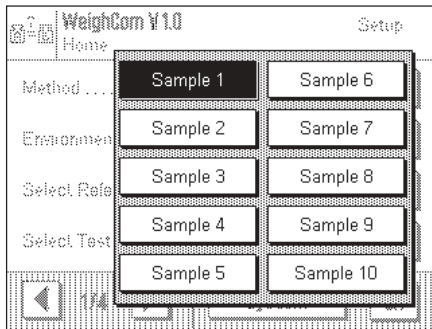 WeighCom V1.0 Setup
Home
Method ....
Sample 1 Sample 6
Environmen
Sample 2 Sample 7
Select Refe
Sample 3 Sample 8
Select Test
Sample 4 Sample 9
Sample 5 Sample 10
1/4